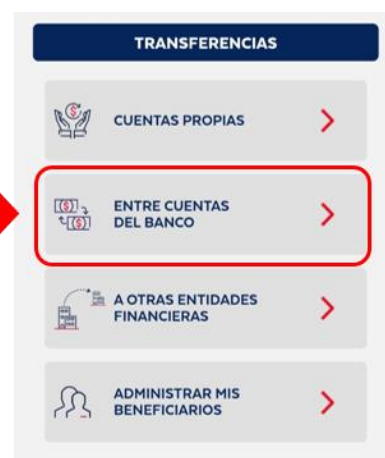 TRANSFERENCIAS
CUENTAS PROPIAS
ENTRE CUENTAS
DEL BANCO
A OTRAS ENTIDADES
FINANCIERAS
ADMINISTRAR MIS
BENEFICIARIOS